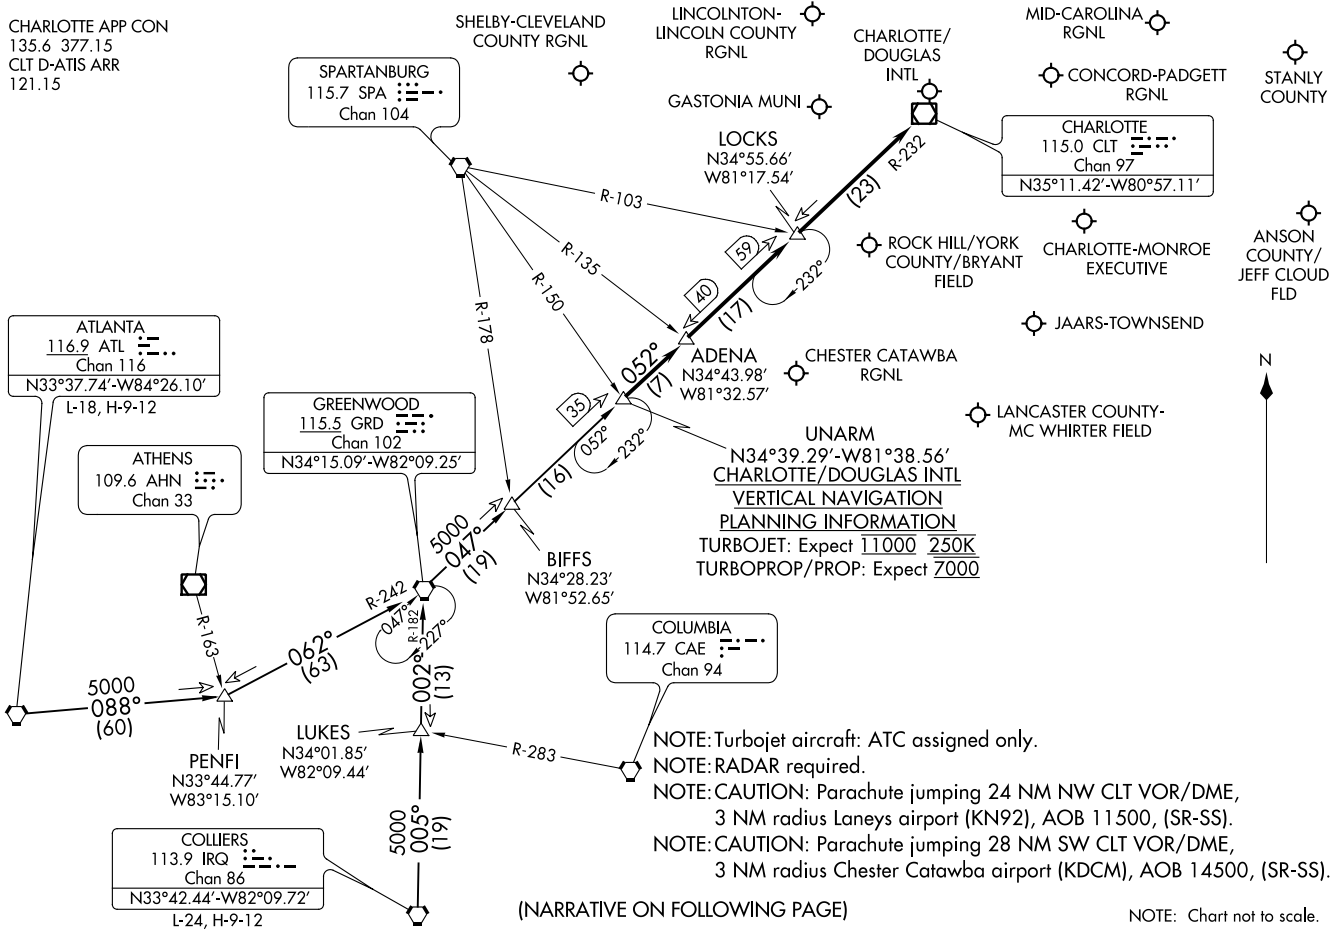 CHARLOTTE APP CON
135.6 377.15
CLT D-ATIS ARR
121.15
SHELBY-CLEVELAND
COUNTY RGNL
LINCOLNTON-
LINCOLN COUNTY
RGNL
CHARLOTTE/
DOUGLAS
INTL
MID-CAROLINA
RGNL
CONCORD-PADGETT
RGNL
STANLY
COUNTY
GASTONIA MUNI
SPARTANBURG
115.7 SPA
Chan 104
LOCKS
N34°55.66'
W81°17.54'
CHARLOTTE
115.0 CLT
Chan 97
N35°11.42'-W80°57.11'
R-232
(23)
R-103
R-135
R-150
R-178
59
232°
40
(17)
ROCK HILL/YORK
COUNTY/BRYANT
FIELD
CHARLOTTE-MONROE
EXECUTIVE
ANSON
COUNTY/
JEFF CLOUD
FLD
JAARS-TOWNSEND
ATLANTA
116.9 ATL
Chan 116
N33°37.74'-W84°26.10'
L-18, H-9-12
ADENA
N34°43.98'
W81°32.57'
052°
(7)
CHESTER CATAWBA
RGNL
N
GREENWOOD
115.5 GRD
Chan 102
N34°15.09'-W82°09.25'
35
052°
232°
(16)
LANCASTER COUNTY-
MC WHIRTER FIELD
UNARM
N34°39.29'-W81°38.56'
CHARLOTTE/DOUGLAS INTL
VERTICAL NAVIGATION
PLANNING INFORMATION
TURBOJET: Expect 11000 250K
TURBOPROP/PROP: Expect 7000
ATHENS
109.6 AHN
Chan 33
5000
047°
(19)
BIFFS
N34°28.23'
W81°52.65'
R-163
R-242
047°
R-182
227°
062°
(63)
002°
(13)
COLUMBIA
114.7 CAE
Chan 94
5000
088°
(60)
PENFI
N33°44.77'
W83°15.10'
LUKES
N34°01.85'
W82°09.44'
R-283
5000
005°
(19)
COLLIERS
113.9 IRQ
Chan 86
N33°42.44'-W82°09.72'
L-24, H-9-12
NOTE: Turbojet aircraft: ATC assigned only.
NOTE: RADAR required.
NOTE: CAUTION: Parachute jumping 24 NM NW CLT VOR/DME,
3 NM radius Laneys airport (KN92), AOB 11500, (SR-SS).
NOTE: CAUTION: Parachute jumping 28 NM SW CLT VOR/DME,
3 NM radius Chester Catawba airport (KDCM), AOB 14500, (SR-SS).
(NARRATIVE ON FOLLOWING PAGE)
NOTE: Chart not to scale.